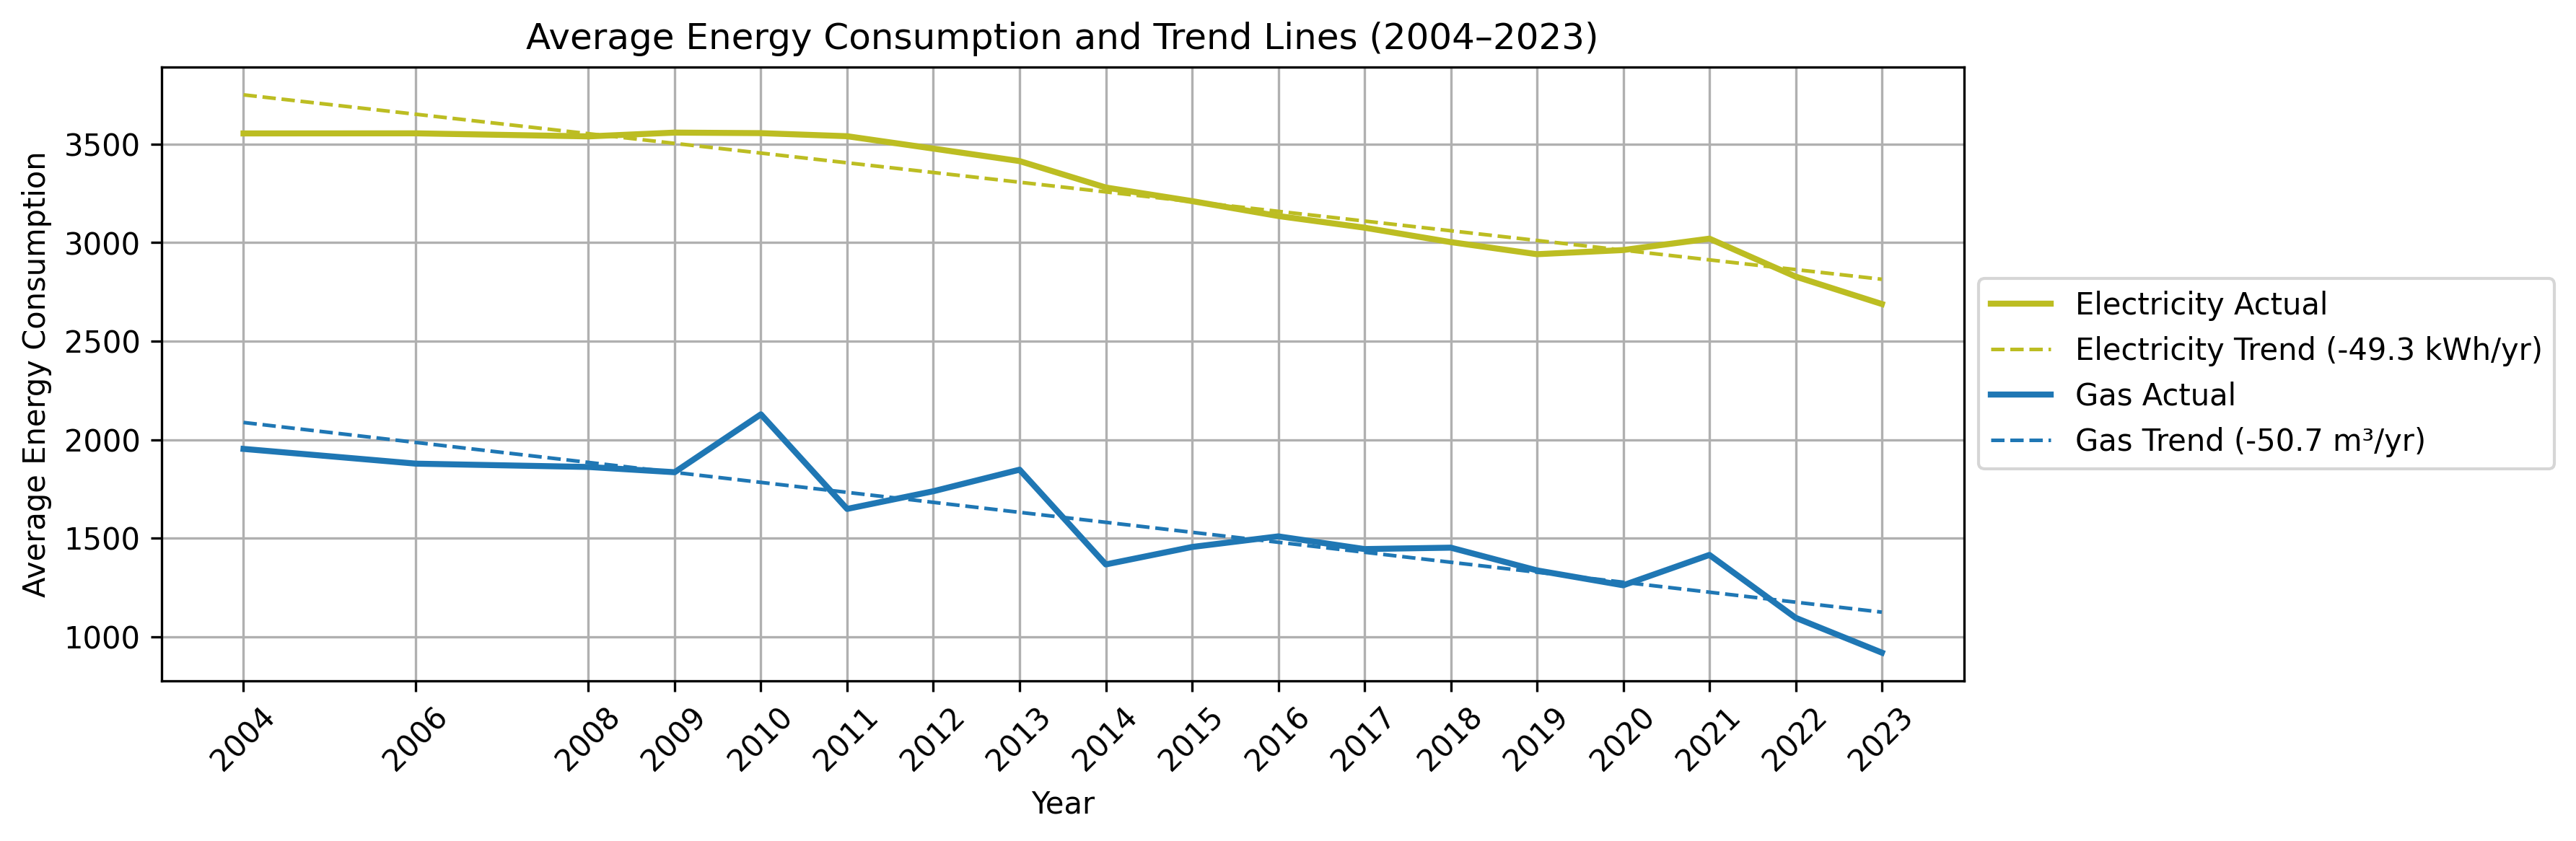 Average Energy Consumption and Trend Lines (2004–2023)
Average Energy Consumption
3500
3000
2500
2000
1500
1000
2004 2006 2008 2009 2010 2011 2012 2013 2014 2015 2016 2017 2018 2019 2020 2021 2022 2023
Year
Electricity Actual
Electricity Trend (-49.3 kWh/yr)
Gas Actual
Gas Trend (-50.7 m³/yr)